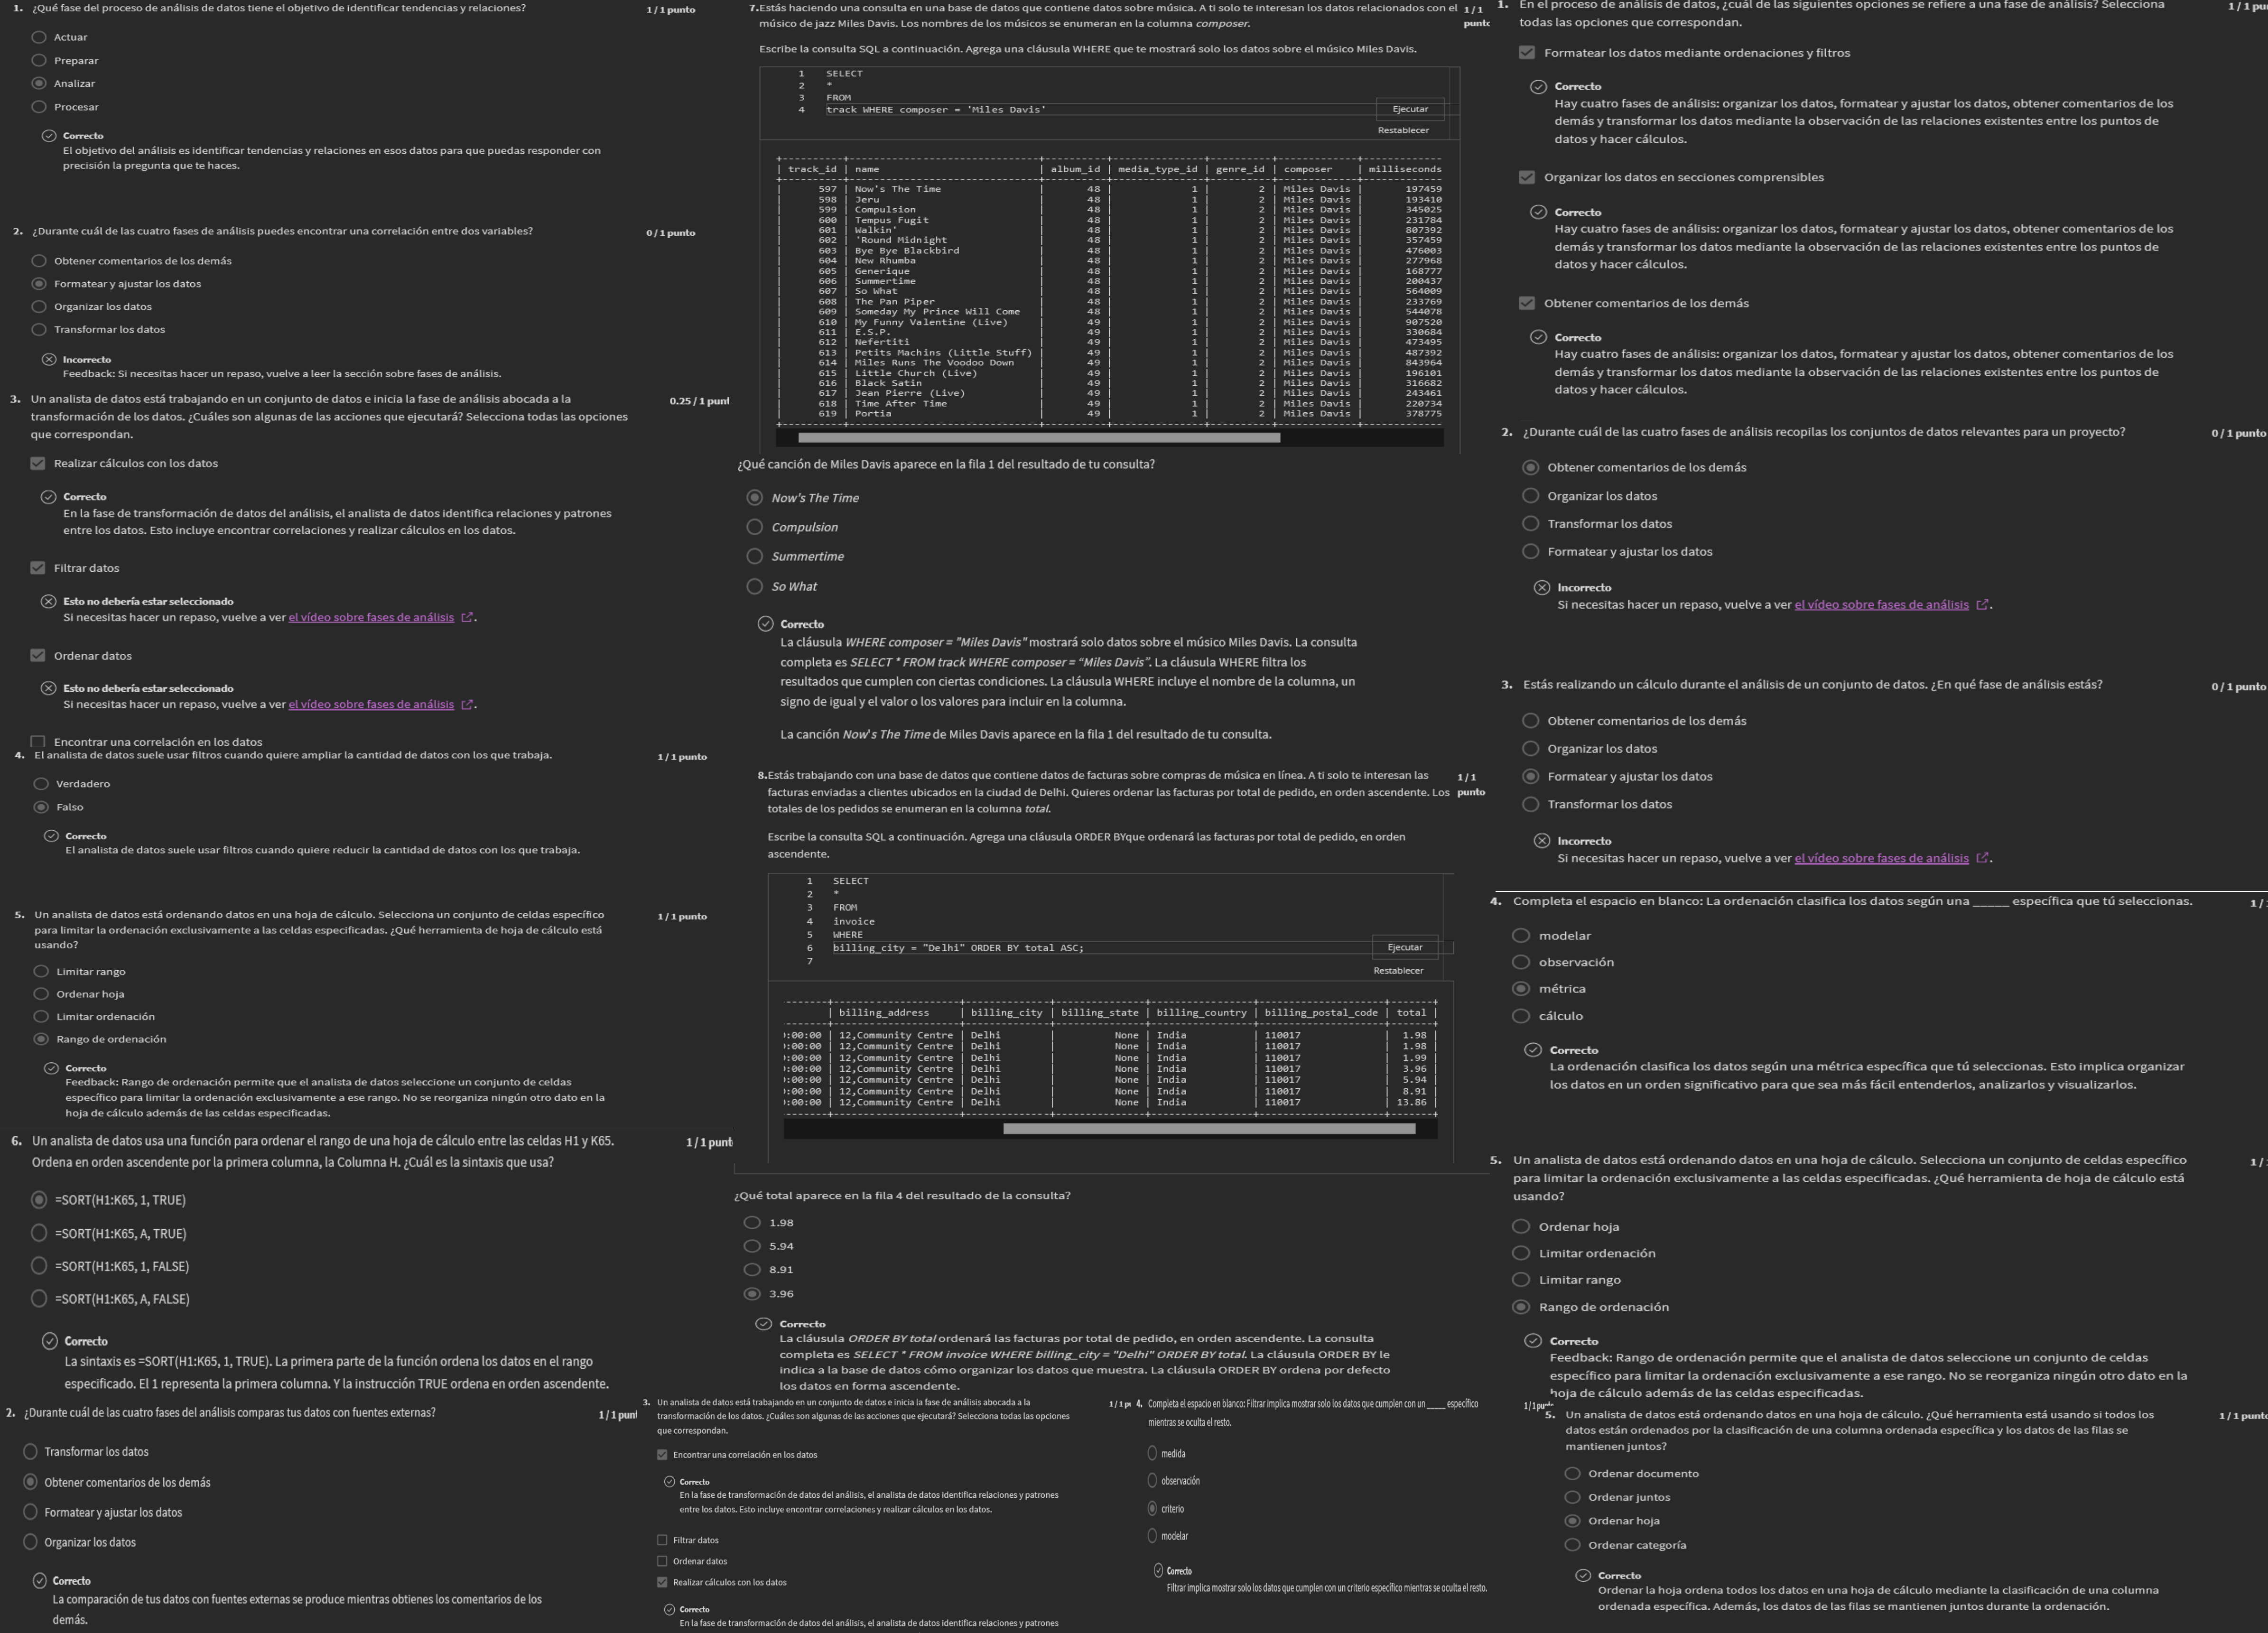 1. ¿Qué fase del proceso de análisis de datos tiene el objetivo de identificar tendencias y relaciones?
1 / 1 punto
Actuar
Preparar
Analizar
Procesar
Correcto
El objetivo del análisis es identificar tendencias y relaciones en esos datos para que puedas responder con
precisión la pregunta que te haces.
2. ¿Durante cuál de las cuatro fases de análisis puedes encontrar una correlación entre dos variables?
0 / 1 punto
Obtener comentarios de los demás
Formatear y ajustar los datos
Organizar los datos
Transformar los datos
Incorrecto
Feedback: Si necesitas hacer un repaso, vuelve a leer la sección sobre fases de análisis.
3. Un analista de datos está trabajando en un conjunto de datos e inicia la fase de análisis abocada a la
0.25 / 1 punt
transformación de los datos. ¿Cuáles son algunas de las acciones que ejecutará? Selecciona todas las opciones
que correspondan.
Realizar cálculos con los datos
Correcto
En la fase de transformación de datos del análisis, el analista de datos identifica relaciones y patrones
entre los datos. Esto incluye encontrar correlaciones y realizar cálculos en los datos.
Filtrar datos
Esto no debería estar seleccionado
Si necesitas hacer un repaso, vuelve a ver el vídeo sobre fases de análisis.
Ordenar datos
Esto no debería estar seleccionado
Si necesitas hacer un repaso, vuelve a ver el vídeo sobre fases de análisis.
Encontrar una correlación en los datos
4. El analista de datos suele usar filtros cuando quiere ampliar la cantidad de datos con los que trabaja.
1 / 1 punto
Verdadero
Falso
Correcto
El analista de datos suele usar filtros cuando quiere reducir la cantidad de datos con los que trabaja.
5. Un analista de datos está ordenando datos en una hoja de cálculo. Selecciona un conjunto de celdas específico
1 / 1 punto
para limitar la ordenación exclusivamente a las celdas especificadas. ¿Qué herramienta de hoja de cálculo está
usando?
Limitar rango
Ordenar hoja
Limitar ordenación
Rango de ordenación
Correcto
Feedback: Rango de ordenación permite que el analista de datos seleccione un conjunto de celdas
específico para limitar la ordenación exclusivamente a ese rango. No se reorganiza ningún otro dato en la
hoja de cálculo además de las celdas especificadas.
6. Un analista de datos usa una función para ordenar el rango de una hoja de cálculo entre las celdas H1 y K65.
1 / 1 punt
Ordena en orden ascendente por la primera columna, la Columna H. ¿Cuál es la sintaxis que usa?
=SORT(H1:K65, 1, TRUE)
=SORT(H1:K65, A, TRUE)
=SORT(H1:K65, 1, FALSE)
=SORT(H1:K65, A, FALSE)
Correcto
La sintaxis es =SORT(H1:K65, 1, TRUE). La primera parte de la función ordena los datos en el rango
especificado. El 1 representa la primera columna. Y la instrucción TRUE ordena en orden ascendente.
2. ¿Durante cuál de las cuatro fases del análisis comparas tus datos con fuentes externas?
1 / 1 punt
Transformar los datos
Obtener comentarios de los demás
Formatear y ajustar los datos
Organizar los datos
Correcto
La comparación de tus datos con fuentes externas se produce mientras obtienes los comentarios de los
demás.
7. Estás haciendo una consulta en una base de datos que contiene datos sobre música. A ti solo te interesan los datos relacionados con el
1 / 1
músico de jazz Miles Davis. Los nombres de los músicos se enumeran en la columna composer.
punto
Escribe la consulta SQL a continuación. Agrega una cláusula WHERE que te mostrará solo los datos sobre el músico Miles Davis.
1 SELECT
2 *
3 FROM
4 track WHERE composer = 'Miles Davis'
Ejecutar
Restablecer
| track_id | name | album_id | media_type_id | genre_id | composer | milliseconds
| 597 | Now's The Time | 48 | 1 | 2 | Miles Davis | 197459
| 598 | Jeru | 48 | 1 | 2 | Miles Davis | 193410
| 599 | Compulsion | 48 | 1 | 2 | Miles Davis | 345025
| 600 | Tempus Fugit | 48 | 1 | 2 | Miles Davis | 231784
| 601 | Walkin' | 48 | 1 | 2 | Miles Davis | 807392
| 602 | 'Round Midnight | 48 | 1 | 2 | Miles Davis | 357459
| 603 | Bye Bye Blackbird | 48 | 1 | 2 | Miles Davis | 476003
| 604 | New Rhumba | 48 | 1 | 2 | Miles Davis | 277968
| 605 | Generique | 48 | 1 | 2 | Miles Davis | 168777
| 606 | Summertime | 48 | 1 | 2 | Miles Davis | 200437
| 607 | So What | 48 | 1 | 2 | Miles Davis | 564009
| 608 | The Pan Piper | 48 | 1 | 2 | Miles Davis | 233769
| 609 | Someday My Prince Will Come | 48 | 1 | 2 | Miles Davis | 544078
| 610 | My Funny Valentine (Live) | 49 | 1 | 2 | Miles Davis | 907520
| 611 | E.S.P. | 49 | 1 | 2 | Miles Davis | 330684
| 612 | Nefertiti | 49 | 1 | 2 | Miles Davis | 473495
| 613 | Petits Machins (Little Stuff) | 49 | 1 | 2 | Miles Davis | 487392
| 614 | Miles Runs The Voodoo Down | 49 | 1 | 2 | Miles Davis | 843964
| 615 | Little Church (Live) | 49 | 1 | 2 | Miles Davis | 196101
| 616 | Black Satin | 49 | 1 | 2 | Miles Davis | 316682
| 617 | Jean Pierre (Live) | 49 | 1 | 2 | Miles Davis | 243461
| 618 | Time After Time | 49 | 1 | 2 | Miles Davis | 220734
| 619 | Portia | 49 | 1 | 2 | Miles Davis | 378775
¿Qué canción de Miles Davis aparece en la fila 1 del resultado de tu consulta?
Now's The Time
Compulsion
Summertime
So What
Correcto
La cláusula WHERE composer = "Miles Davis" mostrará solo datos sobre el músico Miles Davis. La consulta
completa es SELECT * FROM track WHERE composer = “Miles Davis”. La cláusula WHERE filtra los
resultados que cumplen con ciertas condiciones. La cláusula WHERE incluye el nombre de la columna, un
signo de igual y el valor o los valores para incluir en la columna.
La canción Now's The Time de Miles Davis aparece en la fila 1 del resultado de tu consulta.
8. Estás trabajando con una base de datos que contiene datos de facturas sobre compras de música en línea. A ti solo te interesan las
1 / 1
facturas enviadas a clientes ubicados en la ciudad de Delhi. Quieres ordenar las facturas por total de pedido, en orden ascendente. Los
punto
totales de los pedidos se enumeran en la columna total.
Escribe la consulta SQL a continuación. Agrega una cláusula ORDER BYque ordenará las facturas por total de pedido, en orden
ascendente.
1 SELECT
2 *
3 FROM
4 invoice
5 WHERE
6 billing_city = "Delhi" ORDER BY total ASC;
7
Ejecutar
Restablecer
| billing_address | billing_city | billing_state | billing_country | billing_postal_code | total |
:00:00 | 12,Community Centre | Delhi | None | India | 110017 | 1.98 |
:00:00 | 12,Community Centre | Delhi | None | India | 110017 | 1.98 |
:00:00 | 12,Community Centre | Delhi | None | India | 110017 | 1.99 |
:00:00 | 12,Community Centre | Delhi | None | India | 110017 | 3.96 |
:00:00 | 12,Community Centre | Delhi | None | India | 110017 | 5.94 |
:00:00 | 12,Community Centre | Delhi | None | India | 110017 | 8.91 |
:00:00 | 12,Community Centre | Delhi | None | India | 110017 | 13.86 |
¿Qué total aparece en la fila 4 del resultado de la consulta?
1.98
5.94
8.91
3.96
Correcto
La cláusula ORDER BY total ordenará las facturas por total de pedido, en orden ascendente. La consulta
completa es SELECT * FROM invoice WHERE billing_city = "Delhi" ORDER BY total. La cláusula ORDER BY le
indica a la base de datos cómo organizar los datos que muestra. La cláusula ORDER BY ordena por defecto
los datos en forma ascendente.
3. Un analista de datos está trabajando en un conjunto de datos e inicia la fase de análisis abocada a la
transformación de los datos. ¿Cuáles son algunas de las acciones que ejecutará? Selecciona todas las opciones
que correspondan.
Encontrar una correlación en los datos
Correcto
En la fase de transformación de datos del análisis, el analista de datos identifica relaciones y patrones
entre los datos. Esto incluye encontrar correlaciones y realizar cálculos en los datos.
Filtrar datos
Ordenar datos
Realizar cálculos con los datos
Correcto
En la fase de transformación de datos del análisis, el analista de datos identifica relaciones y patrones
1 / 1 p
4. Completa el espacio en blanco: Filtrar implica mostrar solo los datos que cumplen con un _____ específico
mientras se oculta el resto.
medida
observación
criterio
modelar
Correcto
Filtrar implica mostrar solo los datos que cumplen con un criterio específico mientras se oculta el resto.
1. En el proceso de análisis de datos, ¿cuál de las siguientes opciones se refiere a una fase de análisis? Selecciona
1 / 1 pu
todas las opciones que correspondan.
Formatear los datos mediante ordenaciones y filtros
Correcto
Hay cuatro fases de análisis: organizar los datos, formatear y ajustar los datos, obtener comentarios de los
demás y transformar los datos mediante la observación de las relaciones existentes entre los puntos de
datos y hacer cálculos.
Organizar los datos en secciones comprensibles
Correcto
Hay cuatro fases de análisis: organizar los datos, formatear y ajustar los datos, obtener comentarios de los
demás y transformar los datos mediante la observación de las relaciones existentes entre los puntos de
datos y hacer cálculos.
Obtener comentarios de los demás
Correcto
Hay cuatro fases de análisis: organizar los datos, formatear y ajustar los datos, obtener comentarios de los
demás y transformar los datos mediante la observación de las relaciones existentes entre los puntos de
datos y hacer cálculos.
2. ¿Durante cuál de las cuatro fases de análisis recopilas los conjuntos de datos relevantes para un proyecto?
0 / 1 punto
Obtener comentarios de los demás
Organizar los datos
Transformar los datos
Formatear y ajustar los datos
Incorrecto
Si necesitas hacer un repaso, vuelve a ver el vídeo sobre fases de análisis.
3. Estás realizando un cálculo durante el análisis de un conjunto de datos. ¿En qué fase de análisis estás?
0 / 1 punto
Obtener comentarios de los demás
Organizar los datos
Formatear y ajustar los datos
Transformar los datos
Incorrecto
Si necesitas hacer un repaso, vuelve a ver el vídeo sobre fases de análisis.
4. Completa el espacio en blanco: La ordenación clasifica los datos según una _____ específica que tú seleccionas.
1 /
modelar
observación
métrica
cálculo
Correcto
La ordenación clasifica los datos según una métrica específica que tú seleccionas. Esto implica organizar
los datos en un orden significativo para que sea más fácil entenderlos, analizarlos y visualizarlos.
5. Un analista de datos está ordenando datos en una hoja de cálculo. Selecciona un conjunto de celdas específico
1 /
para limitar la ordenación exclusivamente a las celdas especificadas. ¿Qué herramienta de hoja de cálculo está
usando?
Ordenar hoja
Limitar ordenación
Limitar rango
Rango de ordenación
Correcto
Feedback: Rango de ordenación permite que el analista de datos seleccione un conjunto de celdas
específico para limitar la ordenación exclusivamente a ese rango. No se reorganiza ningún otro dato en la
hoja de cálculo además de las celdas especificadas.
1 / 1 pu
5. Un analista de datos está ordenando datos en una hoja de cálculo. ¿Qué herramienta está usando si todos los
1 / 1 punto
datos están ordenados por la clasificación de una columna ordenada específica y los datos de las filas se
mantienen juntos?
Ordenar documento
Ordenar juntos
Ordenar hoja
Ordenar categoría
Correcto
Ordenar la hoja ordena todos los datos en una hoja de cálculo mediante la clasificación de una columna
ordenada específica. Además, los datos de las filas se mantienen juntos durante la ordenación.